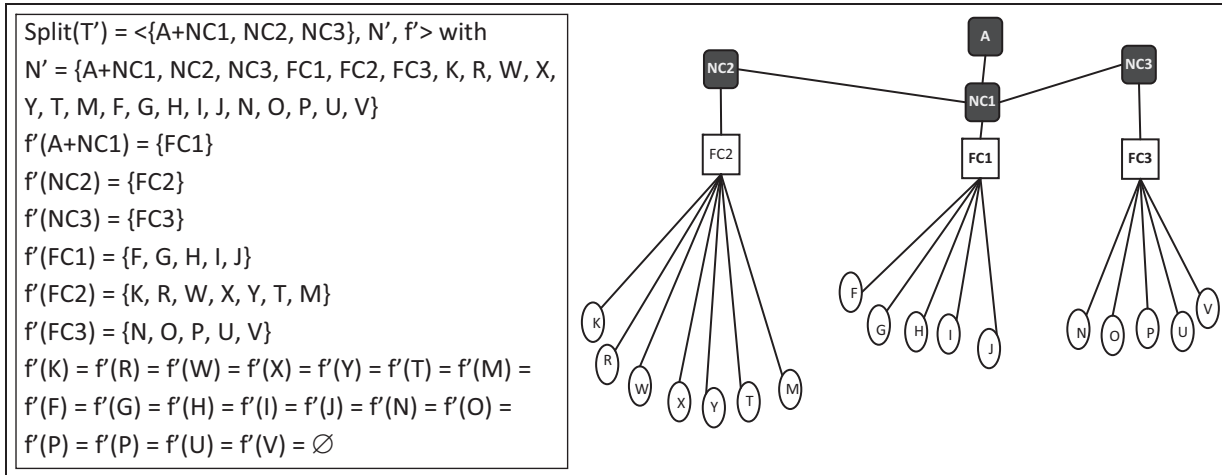 Split(T’) = <{A+NC1, NC2, NC3}, N’, f’> with
N’ = {A+NC1, NC2, NC3, FC1, FC2, FC3, K, R, W, X,
Y, T, M, F, G, H, I, J, N, O, P, U, V}
f’(A+NC1) = {FC1}
f’(NC2) = {FC2}
f’(NC3) = {FC3}
f’(FC1) = {F, G, H, I, J}
f’(FC2) = {K, R, W, X, Y, T, M}
f’(FC3) = {N, O, P, U, V}
f’(K) = f’(R) = f’(W) = f’(X) = f’(Y) = f’(T) = f’(M) =
f’(F) = f’(G) = f’(H) = f’(I) = f’(J) = f’(N) = f’(O) =
f’(P) = f’(P) = f’(U) = f’(V) = ∅
A
NC2
NC1
NC3
FC2
FC1
FC3
K
R
W
X
Y
T
M
F
G
H
I
J
N
O
P
U
V